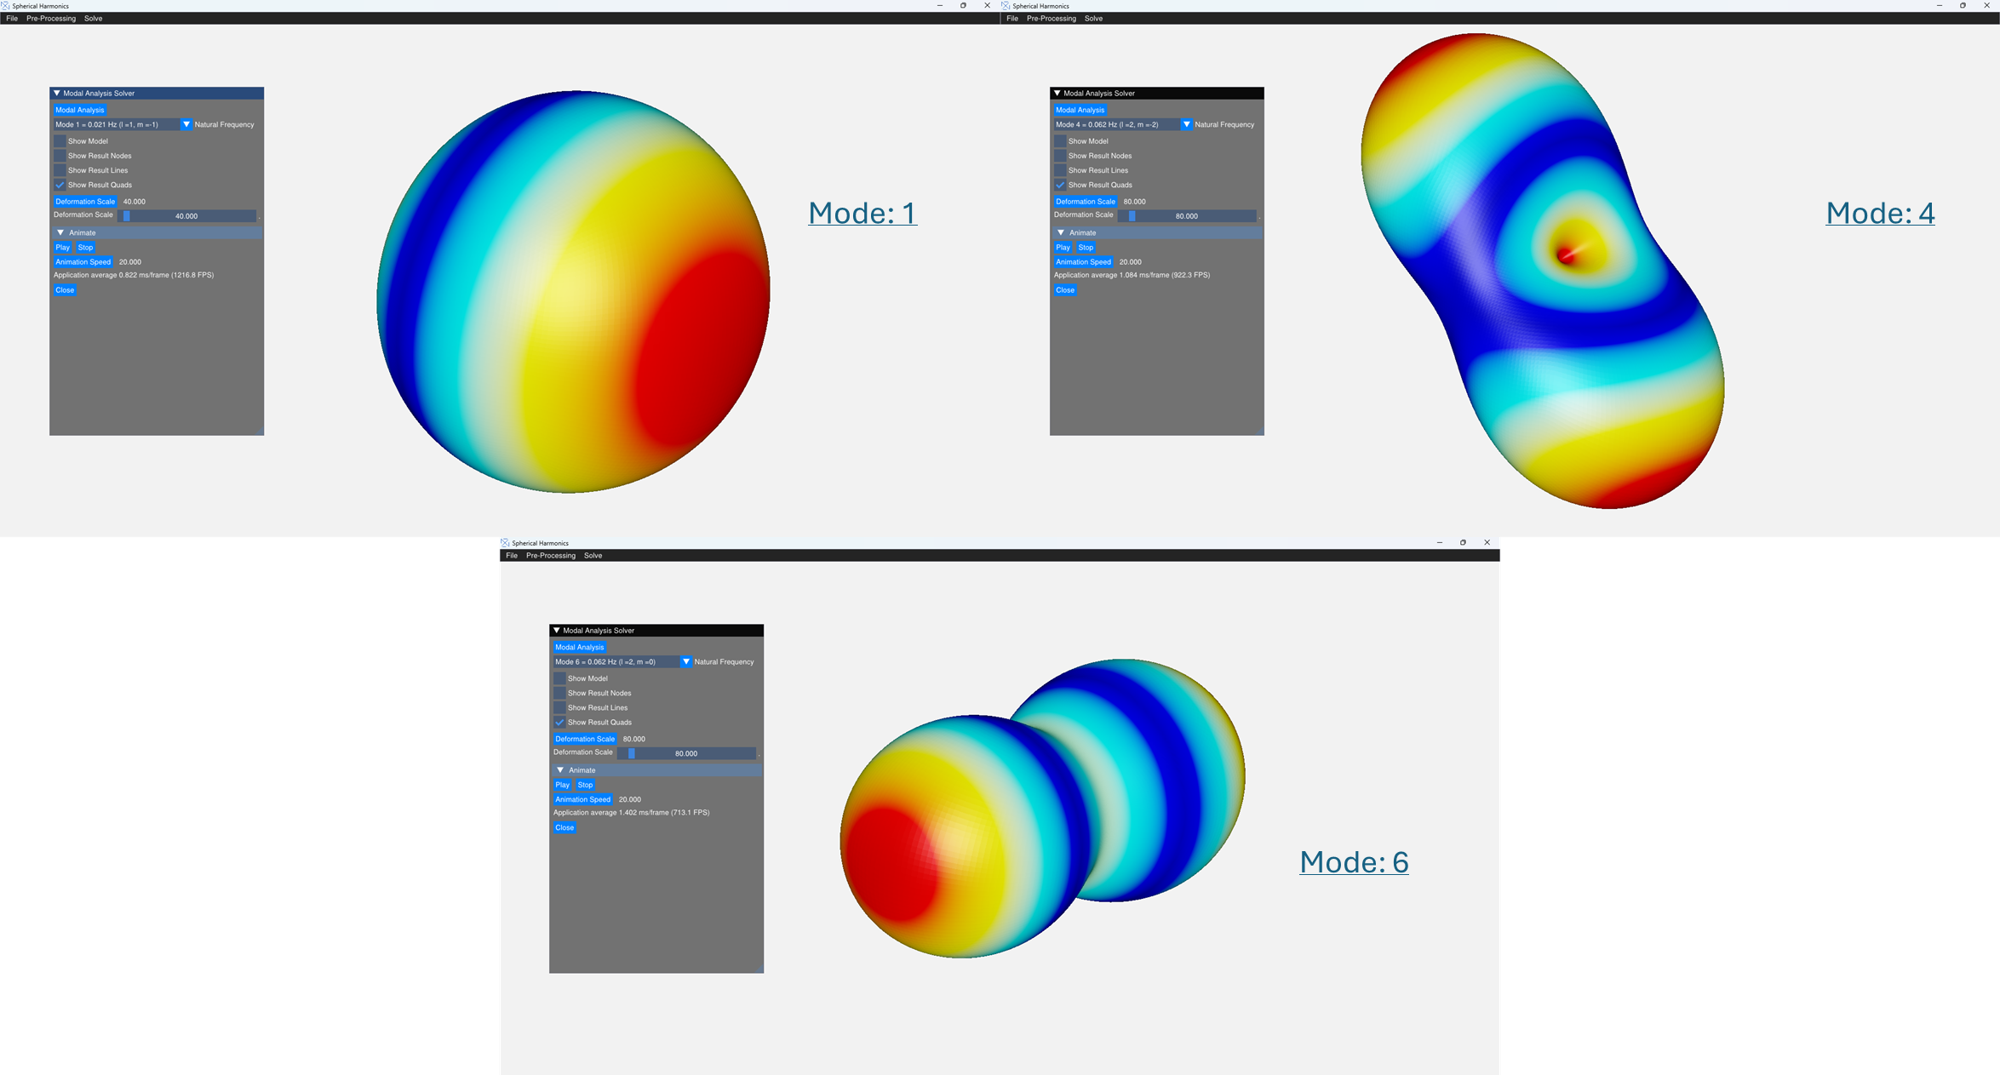 Spherical Harmonics
File Pre-Processing Solve
Modal Analysis Solver
Modal Analysis
Mode 1 = 0.021 Hz (l =1, m =-1) Natural Frequency
Show Model
Show Result Nodes
Show Result Lines
Show Result Quads
Deformation Scale 40.000
Deformation Scale 40.000 .
Animate
Play Stop
Animation Speed 20.000
Application average 0.822 ms/frame (1216.8 FPS)
Close
Mode: 1
Spherical Harmonics
File Pre-Processing Solve
Modal Analysis Solver
Modal Analysis
Mode 4 = 0.062 Hz (l =2, m =-2) Natural Frequency
Show Model
Show Result Nodes
Show Result Lines
Show Result Quads
Deformation Scale 80.000
Deformation Scale 80.000 .
Animate
Play Stop
Animation Speed 20.000
Application average 1.084 ms/frame (922.3 FPS)
Close
Mode: 4
Spherical Harmonics
File Pre-Processing Solve
Modal Analysis Solver
Modal Analysis
Mode 6 = 0.062 Hz (l =2, m =0) Natural Frequency
Show Model
Show Result Nodes
Show Result Lines
Show Result Quads
Deformation Scale 80.000
Deformation Scale 80.000 .
Animate
Play Stop
Animation Speed 20.000
Application average 1.402 ms/frame (713.1 FPS)
Close
Mode: 6